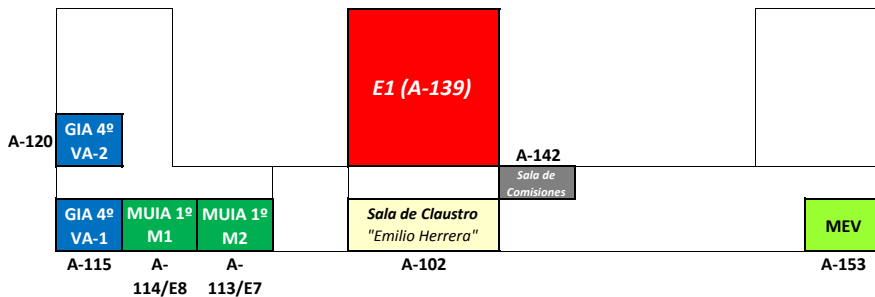 E1 (A-139)
A-120
GIA 4º
VA-2
A-142
Sala de
Comisiones
GIA 4º
VA-1
MUIA 1º
M1
MUIA 1º
M2
Sala de Claustro
"Emilio Herrera"
MEV
A-115
A-
114/E8
A-
113/E7
A-102
A-153